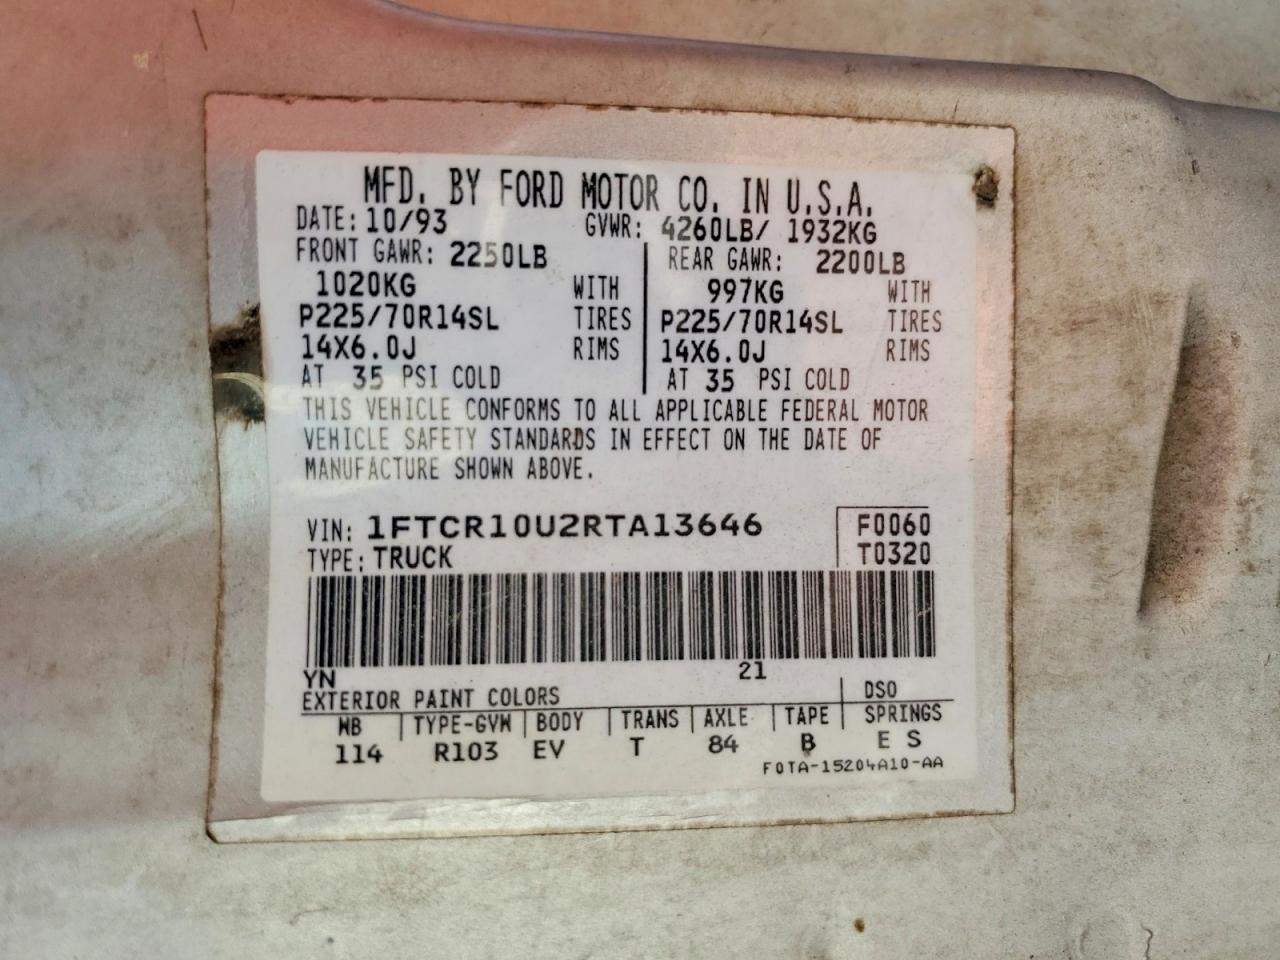 MFD. BY FORD MOTOR CO. IN U.S.A.
DATE: 10/93 GVWR: 4260LB/ 1932KG
FRONT GAWR: 2250LB REAR GAWR: 2200LB
1020KG WITH 997KG WITH
P225/70R14SL TIRES P225/70R14SL TIRES
14X6.0J RIMS 14X6.0J RIMS
AT 35 PSI COLD AT 35 PSI COLD
THIS VEHICLE CONFORMS TO ALL APPLICABLE FEDERAL MOTOR
VEHICLE SAFETY STANDARDS IN EFFECT ON THE DATE OF
MANUFACTURE SHOWN ABOVE.
VIN: 1FTCR10U2RTA13646 F0060
TYPE: TRUCK T0320
YN 21
EXTERIOR PAINT COLORS DSO
WB TYPE-GVW BODY TRANS AXLE TAPE SPRINGS
114 R103 EV T 84 B E S
F0TA-15204A10-AA